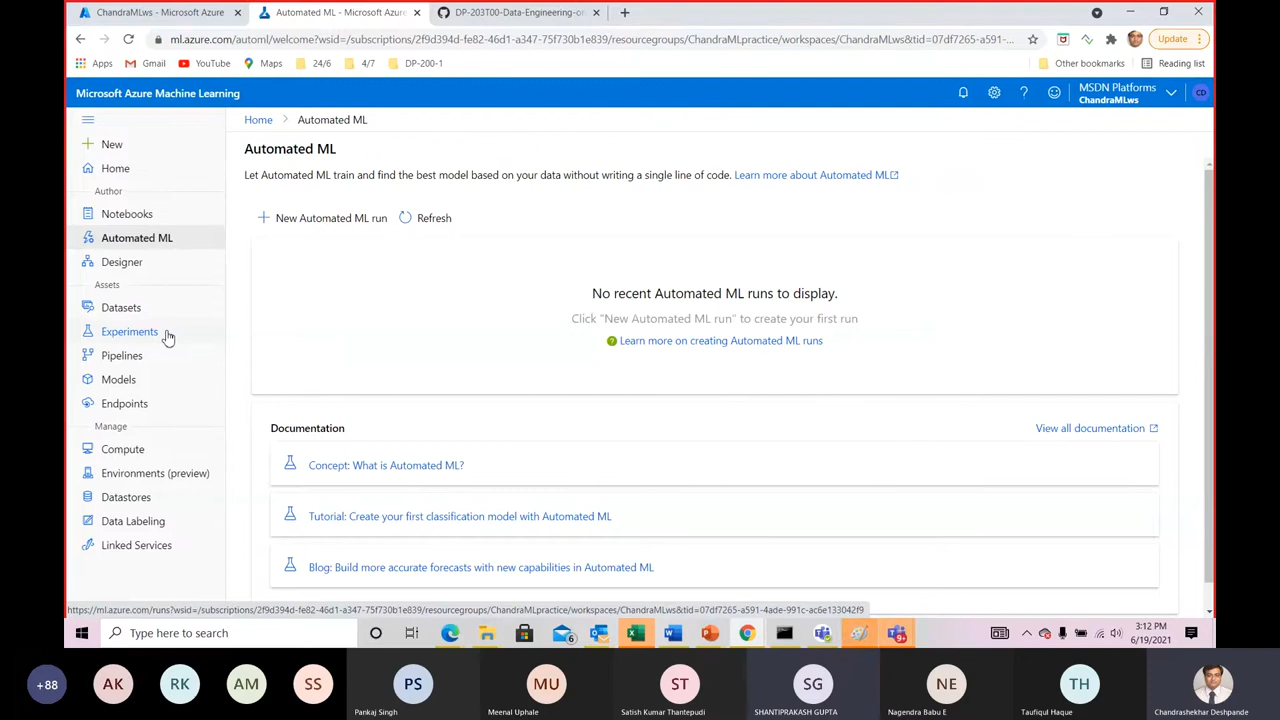 ChandraMLws - Microsoft Azure
Automated ML - Microsoft Azure
DP-203T00-Data-Engineering-o
ml.azure.com/automl/welcome?wsid=/subscriptions/2f9d394d-fe82-46d1-a347-75f730b1e839/resourcegroups/ChandraMLpractice/workspaces/ChandraMLws&tid=07df7265-a591-...
Update
Apps
Gmail
YouTube
Maps
24/6
4/7
DP-200-1
Other bookmarks
Reading list
Microsoft Azure Machine Learning
MSDN Platforms
ChandraMLws
CD
New
Home
Author
Notebooks
Automated ML
Designer
Assets
Datasets
Experiments
Pipelines
Models
Endpoints
Manage
Compute
Environments (preview)
Datastores
Data Labeling
Linked Services
Home > Automated ML
Automated ML
Let Automated ML train and find the best model based on your data without writing a single line of code. Learn more about Automated ML
New Automated ML run
Refresh
No recent Automated ML runs to display.
Click "New Automated ML run" to create your first run
Learn more on creating Automated ML runs
Documentation
View all documentation
Concept: What is Automated ML?
Tutorial: Create your first classification model with Automated ML
Blog: Build more accurate forecasts with new capabilities in Automated ML
https://ml.azure.com/runs?wsid=/subscriptions/2f9d394d-fe82-46d1-a347-75f730b1e839/resourcegroups/ChandraMLpractice/workspaces/ChandraMLws&tid=07df7265-a591-4ade-991c-ac6e133042f9
Type here to search
6
9+
3:12 PM
6/19/2021
+88
AK
RK
AM
SS
PS
Pankaj Singh
MU
Meenal Uphale
ST
Satish Kumar Thantepudi
SG
SHANTIPRAKASH GUPTA
NE
Nagendra Babu E
TH
Taufiqul Haque
Chandrashekhar Deshpande